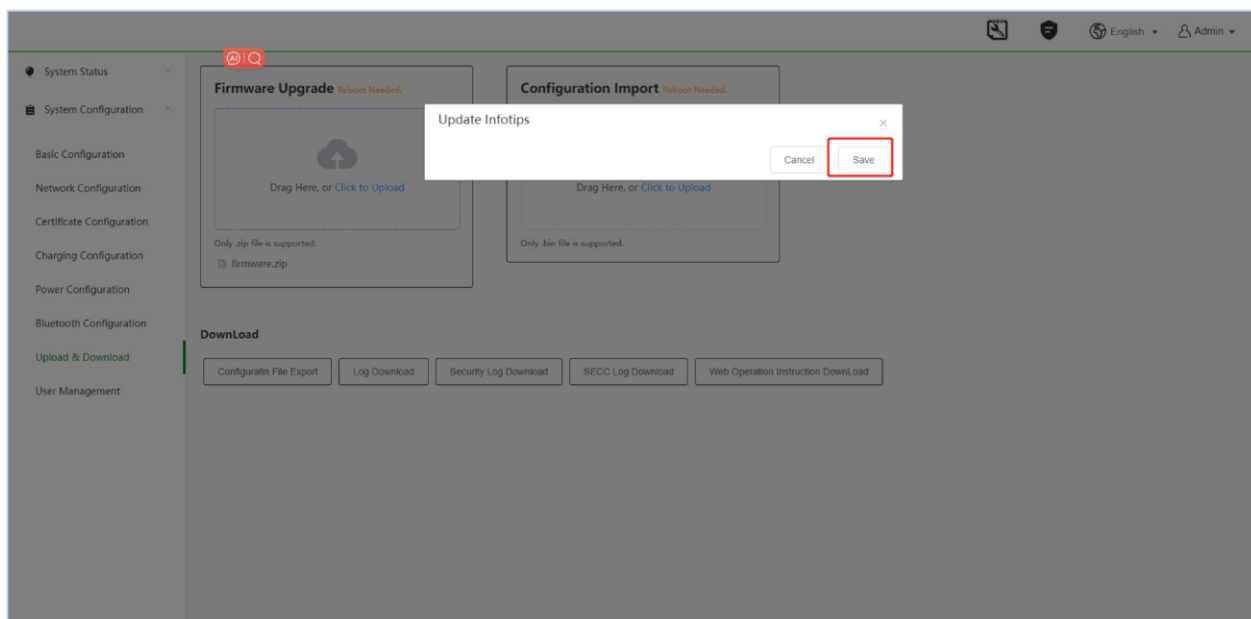 English
Admin
AI
System Status
System Configuration
Basic Configuration
Network Configuration
Certificate Configuration
Charging Configuration
Power Configuration
Bluetooth Configuration
Upload & Download
User Management
Firmware Upgrade Reboot Needed.
Drag Here, or Click to Upload
Only .zip file is supported.
firmware.zip
Configuration Import Reboot Needed.
Drag Here, or Click to Upload
Only .bin file is supported.
Update Infotips
Cancel
Save
DownLoad
Configuratin File Export
Log Download
Security Log Download
SECC Log Download
Web Operation Instruction DownLoad